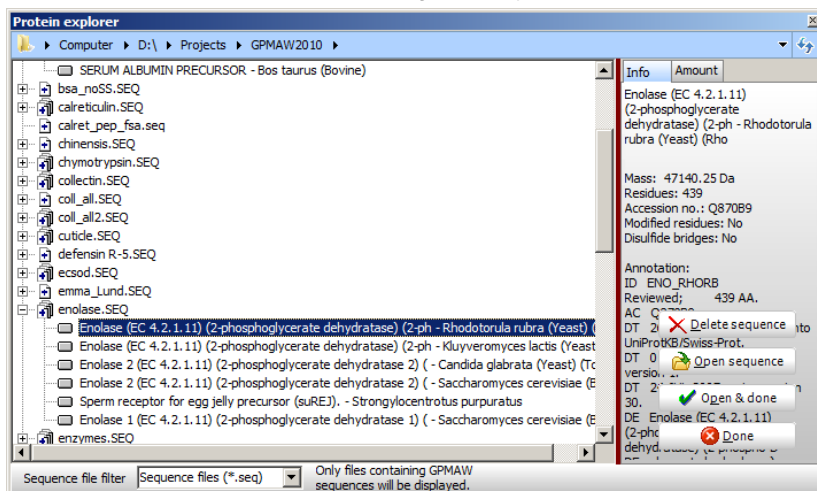 Protein explorer
Computer ▸ D:\ ▸ Projects ▸ GPMAW2010 ▸
SERUM ALBUMIN PRECURSOR - Bos taurus (Bovine)
bsa_noSS.SEQ
calreticulin.SEQ
calret_pep_fsa.seq
chinensis.SEQ
chymotrypsin.SEQ
collectin.SEQ
coll_all.SEQ
coll_all2.SEQ
cuticle.SEQ
defensin R-5.SEQ
ecsod.SEQ
emma_Lund.SEQ
enolase.SEQ
Enolase (EC 4.2.1.11) (2-phosphoglycerate dehydratase) (2-ph - Rhodotorula rubra (Yeast) (
Enolase (EC 4.2.1.11) (2-phosphoglycerate dehydratase) (2-ph - Kluyveromyces lactis (Yeast
Enolase 2 (EC 4.2.1.11) (2-phosphoglycerate dehydratase 2) ( - Candida glabrata (Yeast) (To
Enolase 2 (EC 4.2.1.11) (2-phosphoglycerate dehydratase 2) ( - Saccharomyces cerevisiae (B
Sperm receptor for egg jelly precursor (suREJ). - Strongylocentrotus purpuratus
Enolase 1 (EC 4.2.1.11) (2-phosphoglycerate dehydratase 1) ( - Saccharomyces cerevisiae (B
enzymes.SEQ
Info Amount
Enolase (EC 4.2.1.11)
(2-phosphoglycerate
dehydratase) (2-ph - Rhodotorula
rubra (Yeast) (Rho
Mass: 47140.25 Da
Residues: 439
Accession no.: Q870B9
Modified residues: No
Disulfide bridges: No
Annotation:
ID ENO_RHORB
Reviewed; 439 AA.
AC
DT
UniProtKB/Swiss-Prot.
DT
DT
30.
DE Enolase (EC 4.2.1.11)
Delete sequence
Open sequence
Open & done
Done
Sequence file filter Sequence files (*.seq)
Only files containing GPMAW
sequences will be displayed.